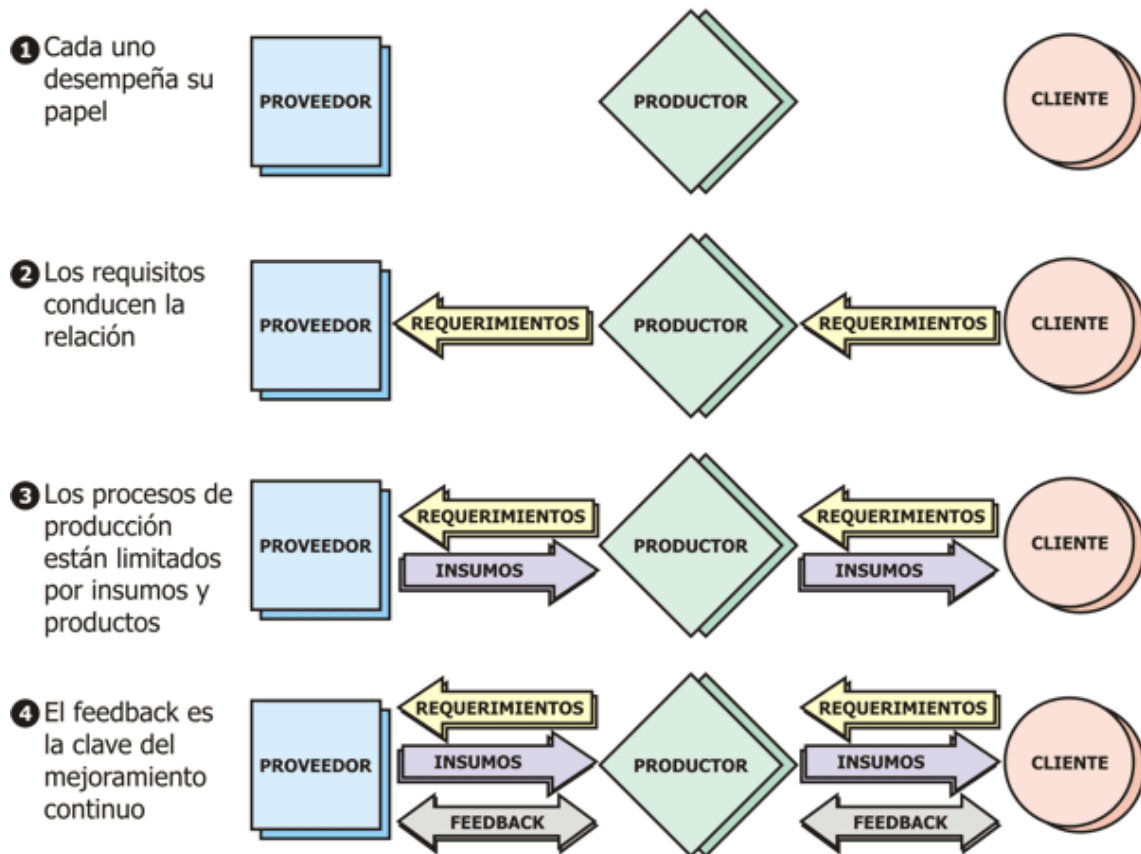 1 Cada uno
desempeña su
papel
PROVEEDOR
PRODUCTOR
CLIENTE
2 Los requisitos
conducen la
relación
PROVEEDOR
REQUERIMIENTOS
PRODUCTOR
REQUERIMIENTOS
CLIENTE
3 Los procesos de
producción
están limitados
por insumos y
productos
PROVEEDOR
REQUERIMIENTOS
INSUMOS
PRODUCTOR
REQUERIMIENTOS
INSUMOS
CLIENTE
4 El feedback es
la clave del
mejoramiento
continuo
PROVEEDOR
REQUERIMIENTOS
INSUMOS
FEEDBACK
PRODUCTOR
REQUERIMIENTOS
INSUMOS
FEEDBACK
CLIENTE